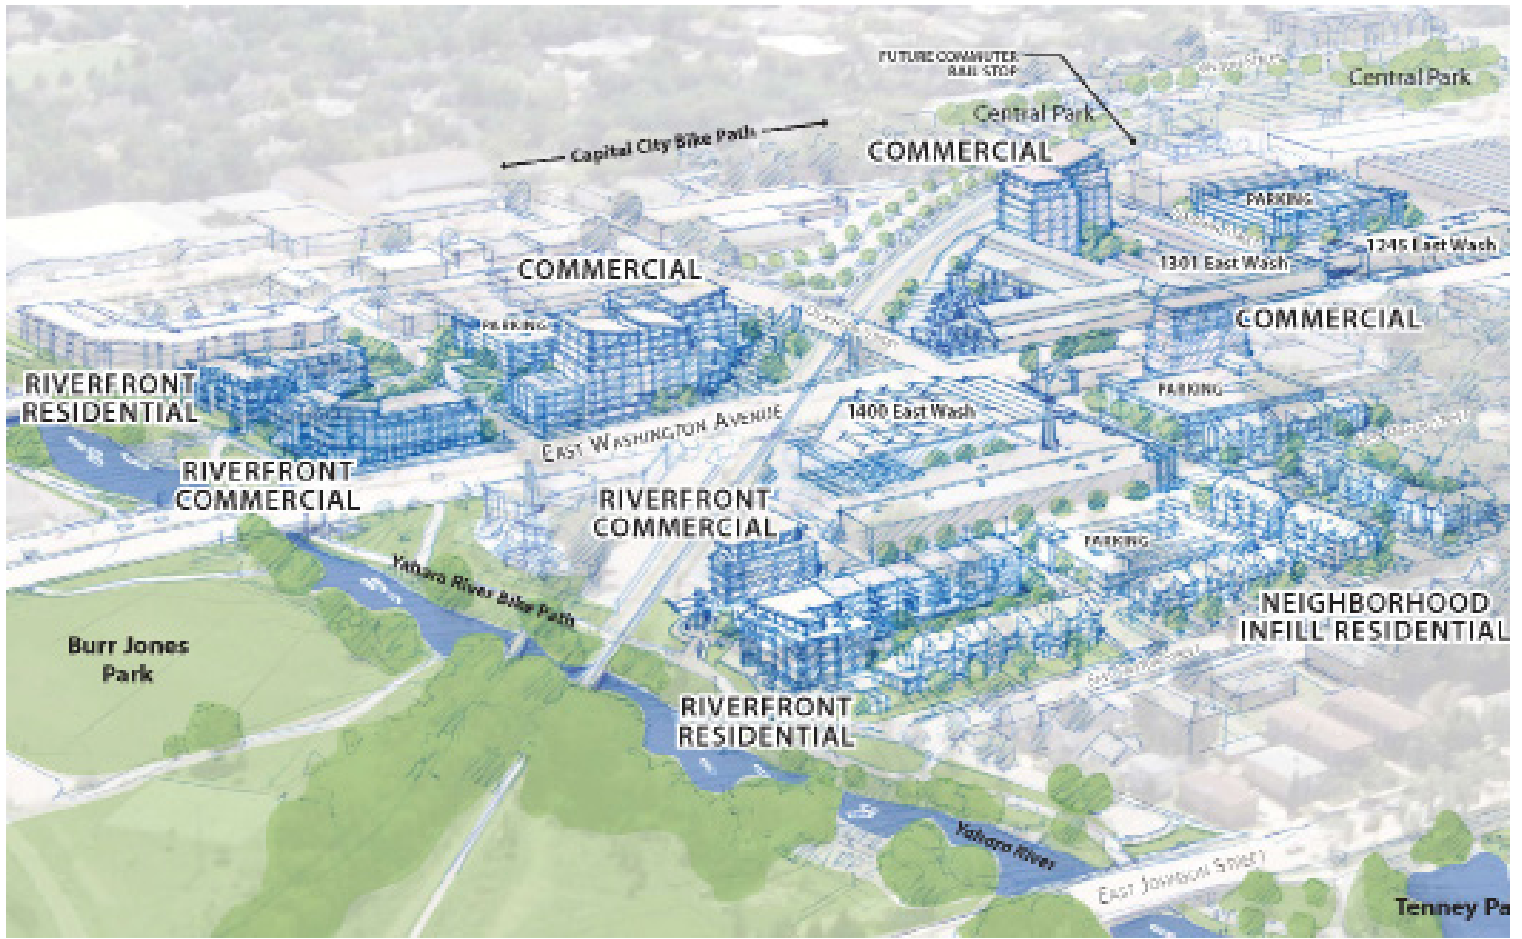 FUTURE COMMUTER
RAIL STOP
Central Park
Central Park
Capital City Bike Path
COMMERCIAL
PARKING
1245 East Wash
1301 East Wash
COMMERCIAL
COMMERCIAL
PARKING
PARKING
RIVERFRONT
RESIDENTIAL
1400 East Wash
EAST WASHINGTON AVENUE
RIVERFRONT
COMMERCIAL
RIVERFRONT
COMMERCIAL
PARKING
Yahara River Bike Path
NEIGHBORHOOD
INFILL RESIDENTIAL
Burr Jones
Park
RIVERFRONT
RESIDENTIAL
Yahara River
EAST JOHNSON STREET
Tenney Pa